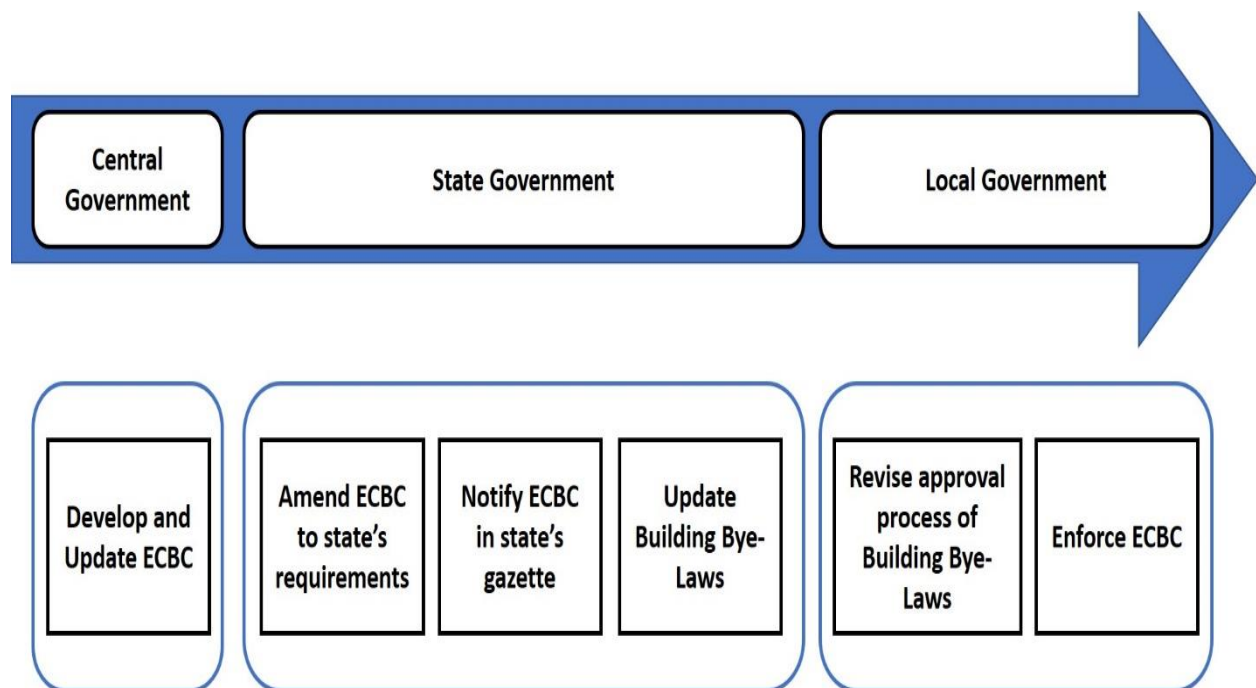 Central
Government
State Government
Local Government
Develop and
Update ECBC
Amend ECBC
to state's
requirements
Notify ECBC
in state's
gazette
Update
Building Bye-
Laws
Revise approval
process of
Building Bye-
Laws
Enforce ECBC